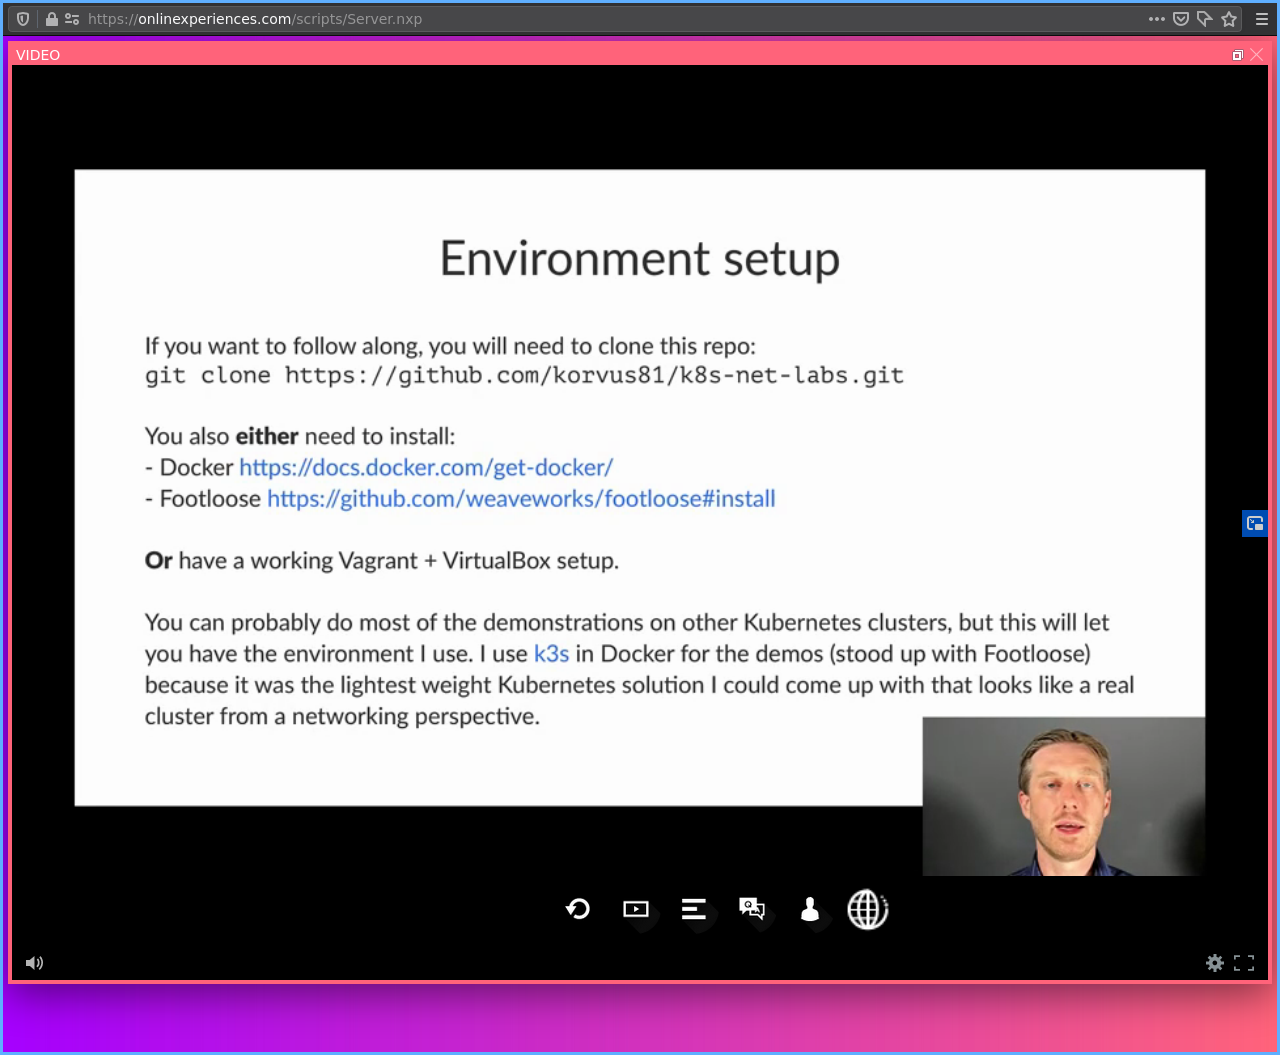 https://onlinexperiences.com/scripts/Server.nxp
VIDEO
Environment setup
If you want to follow along, you will need to clone this repo:
git clone https://github.com/korvus81/k8s-net-labs.git
You also either need to install:
- Docker https://docs.docker.com/get-docker/
- Footloose https://github.com/weaveworks/footloose#install
Or have a working Vagrant + VirtualBox setup.
You can probably do most of the demonstrations on other Kubernetes clusters, but this will let
you have the environment I use. I use k3s in Docker for the demos (stood up with Footloose)
because it was the lightest weight Kubernetes solution I could come up with that looks like a real
cluster from a networking perspective.